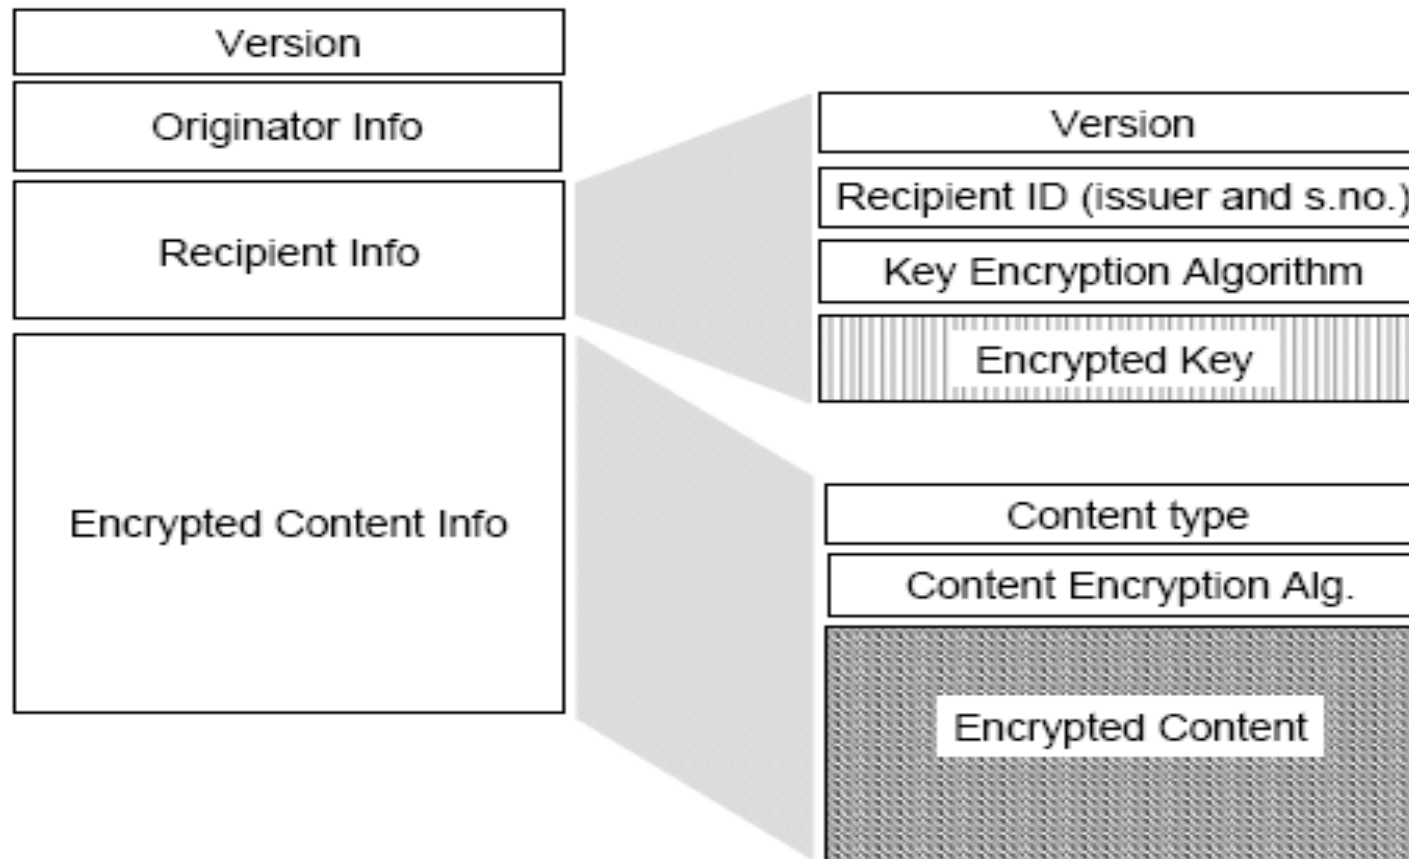 Version
Originator Info
Recipient Info
Encrypted Content Info
Version
Recipient ID (issuer and s.no.)
Key Encryption Algorithm
Encrypted Key
Content type
Content Encryption Alg.
Encrypted Content